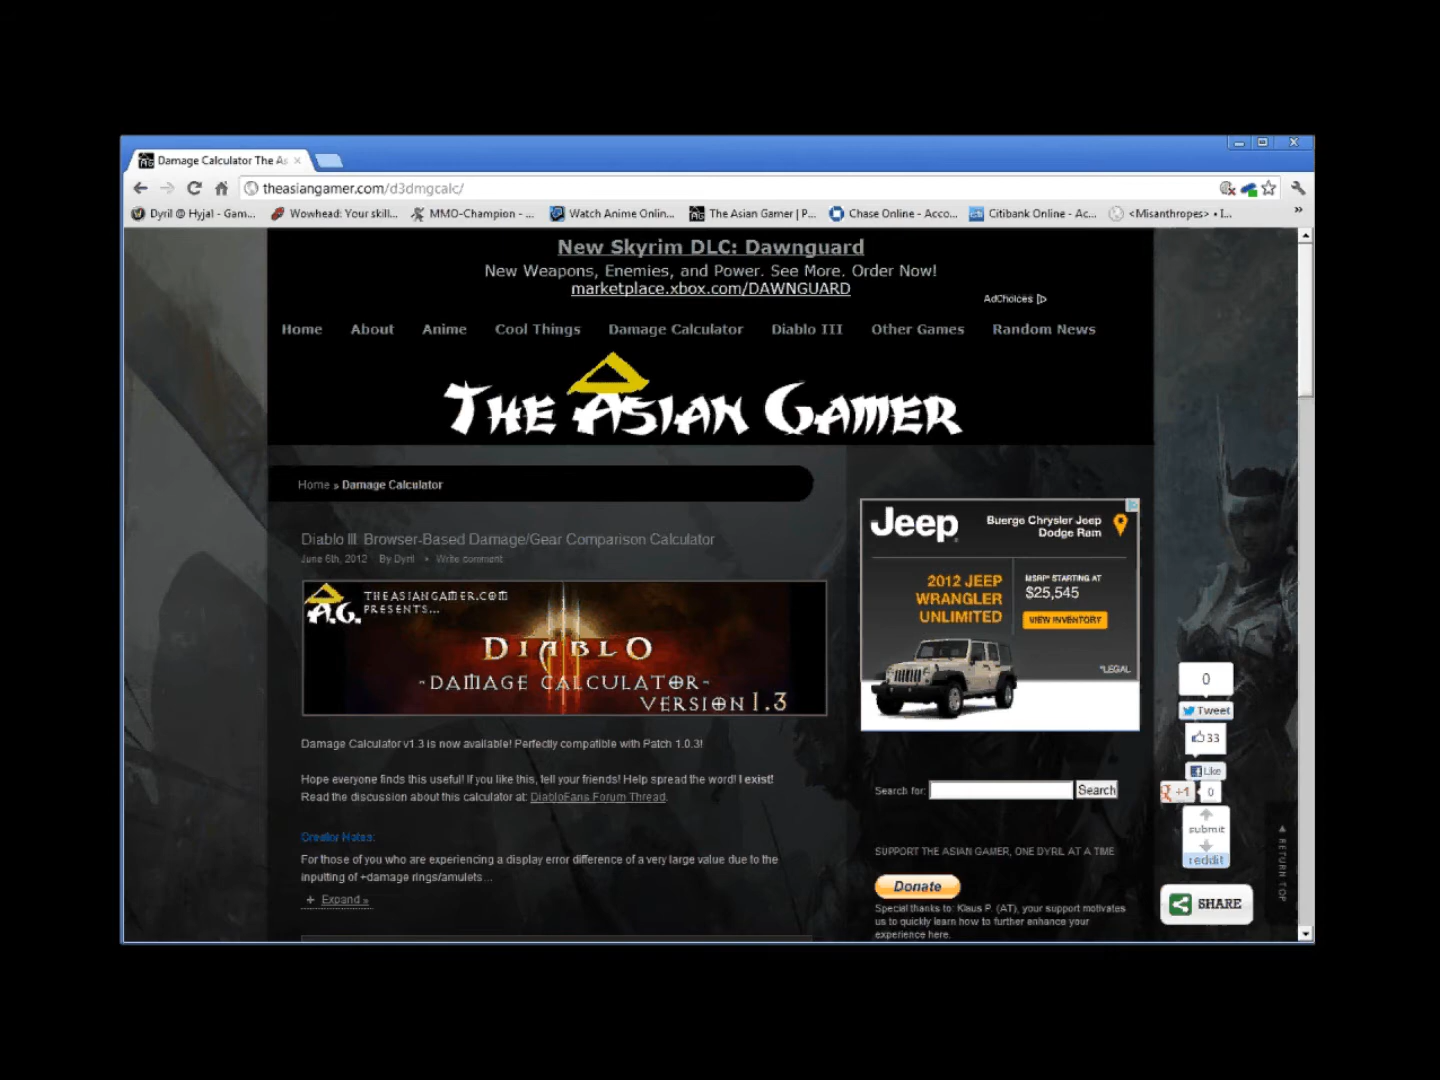 Damage Calculator The As
theasiangamer.com/d3dmgcalc/
Dyril @ Hyjal - Gam...
Wowhead: Your skill...
MMO-Champion - ...
Watch Anime Onlin...
The Asian Gamer | P...
Chase Online - Acco...
Citibank Online - Ac...
<Misanthropes> • I...
New Skyrim DLC: Dawnguard
New Weapons, Enemies, and Power. See More. Order Now!
marketplace.xbox.com/DAWNGUARD
AdChoices
Home About Anime Cool Things Damage Calculator Diablo III Other Games Random News
THE ASIAN GAMER
Home » Damage Calculator
Diablo III: Browser-Based Damage/Gear Comparison Calculator
June 6th, 2012 By Dyril • Write comment
A.G.
THEASIANGAMER.COM
PRESENTS...
DIABLO
-DAMAGE CALCULATOR-
VERSION 1.3
Damage Calculator v1.3 is now available! Perfectly compatible with Patch 1.0.3!
Hope everyone finds this useful! If you like this, tell your friends! Help spread the word! I exist!
Read the discussion about this calculator at: DiabloFans Forum Thread.
Creator Notes:
For those of you who are experiencing a display error difference of a very large value due to the
inputting of +damage rings/amulets...
+ Expand »
Jeep
Buerge Chrysler Jeep
Dodge Ram
2012 JEEP
WRANGLER
UNLIMITED
MSRP* STARTING AT
$25,545
VIEW INVENTORY
*LEGAL
Search for:
Search
SUPPORT THE ASIAN GAMER, ONE DYRIL AT A TIME
Donate
Special thanks to: Klaus P. (AT), your support motivates
us to quickly learn how to further enhance your
experience here.
0
Tweet
33
Like
+1 0
submit
reddit
SHARE
RETURN TOP